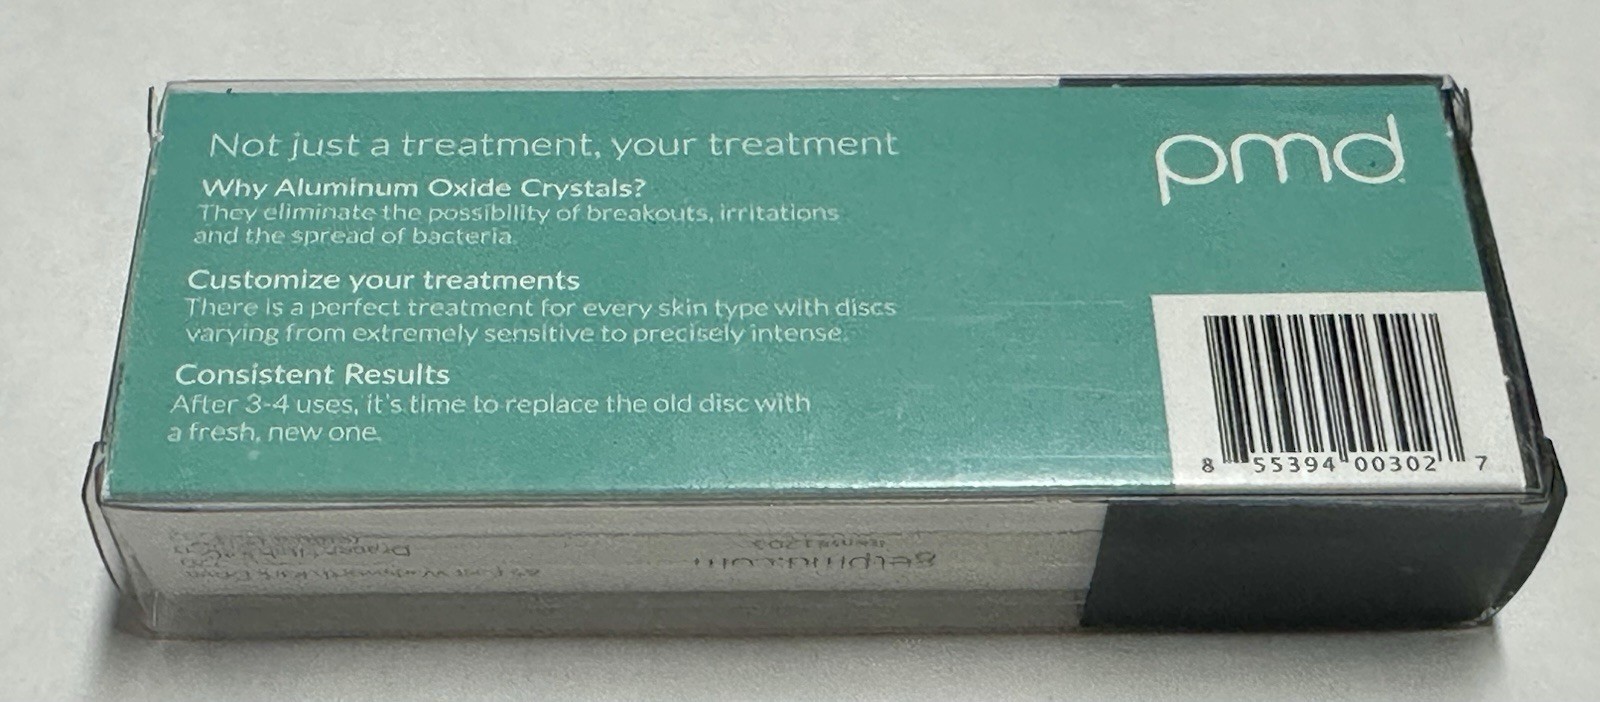 Not just a treatment, your treatment
pmd
Why Aluminum Oxide Crystals?
They eliminate the possibility of breakouts, irritations
and the spread of bacteria.
Customize your treatments
There is a perfect treatment for every skin type with discs
varying from extremely sensitive to precisely intense.
Consistent Results
After 3-4 uses, it's time to replace the old disc with
a fresh, new one.
8 55394 00302 7
getpmd.com